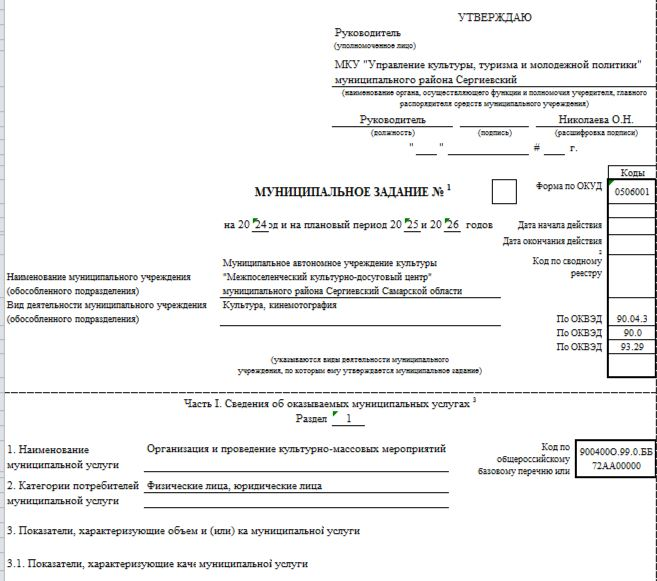 УТВЕРЖДАЮ
Руководитель
(уполномоченное лицо)
МКУ "Управление культуры, туризма и молодежной политики"
муниципального района Сергиевский
(наименование органа, осуществляющего функции и полномочия учредителя, главного
распорядителя средств муниципального учреждения)
Руководитель Николаева О.Н.
(должность) (подпись) (расшифровка подписи)
" ___ " ___ # ___ г.
Коды
МУНИЦИПАЛЬНОЕ ЗАДАНИЕ № 1 Форма по ОКУД 0506001
на 20 24 од и на плановый период 20 25 и 20 26 годов Дата начала действия
Дата окончания действия
2
Код по сводному
реестру
Наименование муниципального учреждения
(обособленного подразделения)
Муниципальное автономное учреждение культуры
"Межпоселенческий культурно-досуговый центр"
муниципального района Сергиевский Самарской области
Вид деятельности муниципального учреждения
(обособленного подразделения)
Культура, кинемотография
По ОКВЭД 90.04.3
По ОКВЭД 90.0
По ОКВЭД 93.29
(указываются виды деятельности муниципального
учреждения, по которым ему утверждается муниципальное задание)
Часть I. Сведения об оказываемых муниципальных услугах 3
Раздел 1
1. Наименование
муниципальной услуги
Организация и проведение культурно-массовых мероприятий
Код по
общероссийскому
базовому перечню или
900400О.99.0.ББ
72АА00000
2. Категории потребителей
муниципальной услуги
Физические лица, юридические лица
3. Показатели, характеризующие объем и (или) ка муниципальной услуги
3.1. Показатели, характеризующие каче муниципальной услуги